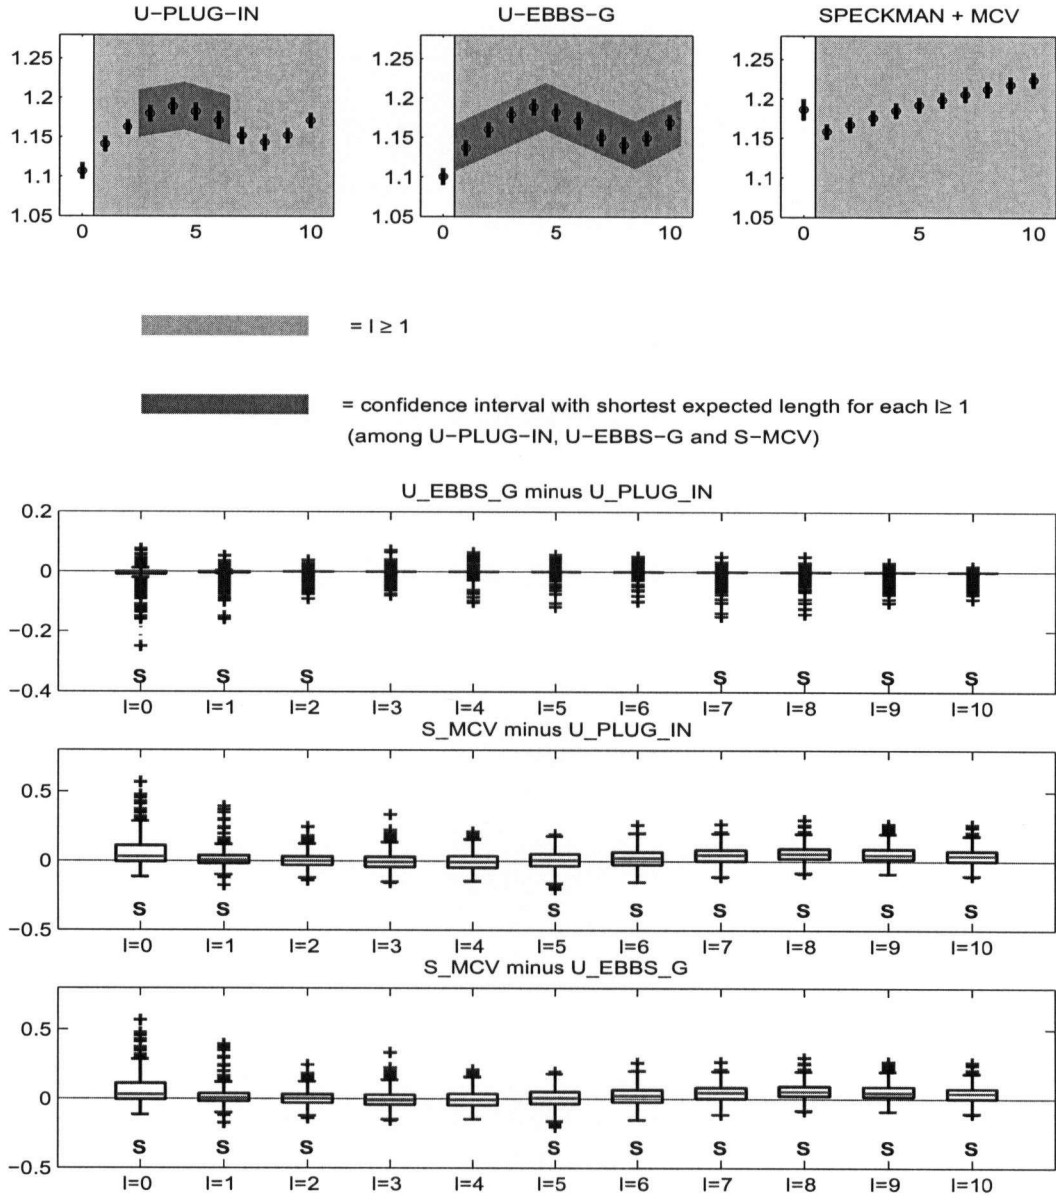 U-PLUG-IN
U-EBBS-G
SPECKMAN + MCV
1.25
1.2
1.15
1.1
1.05
0 5 10
1.25
1.2
1.15
1.1
1.05
0 5 10
1.25
1.2
1.15
1.1
1.05
0 5 10
= l ≥ 1
= confidence interval with shortest expected length for each l≥ 1
(among U-PLUG-IN, U-EBBS-G and S-MCV)
U_EBBS_G minus U_PLUG_IN
0.2
0
-0.2
-0.4
S S S S S S S
l=0 l=1 l=2 l=3 l=4 l=5 l=6 l=7 l=8 l=9 l=10
S_MCV minus U_PLUG_IN
0.5
0
-0.5
S S S S S S S S
l=0 l=1 l=2 l=3 l=4 l=5 l=6 l=7 l=8 l=9 l=10
S_MCV minus U_EBBS_G
0.5
0
-0.5
S S S S S S S S S
l=0 l=1 l=2 l=3 l=4 l=5 l=6 l=7 l=8 l=9 l=10